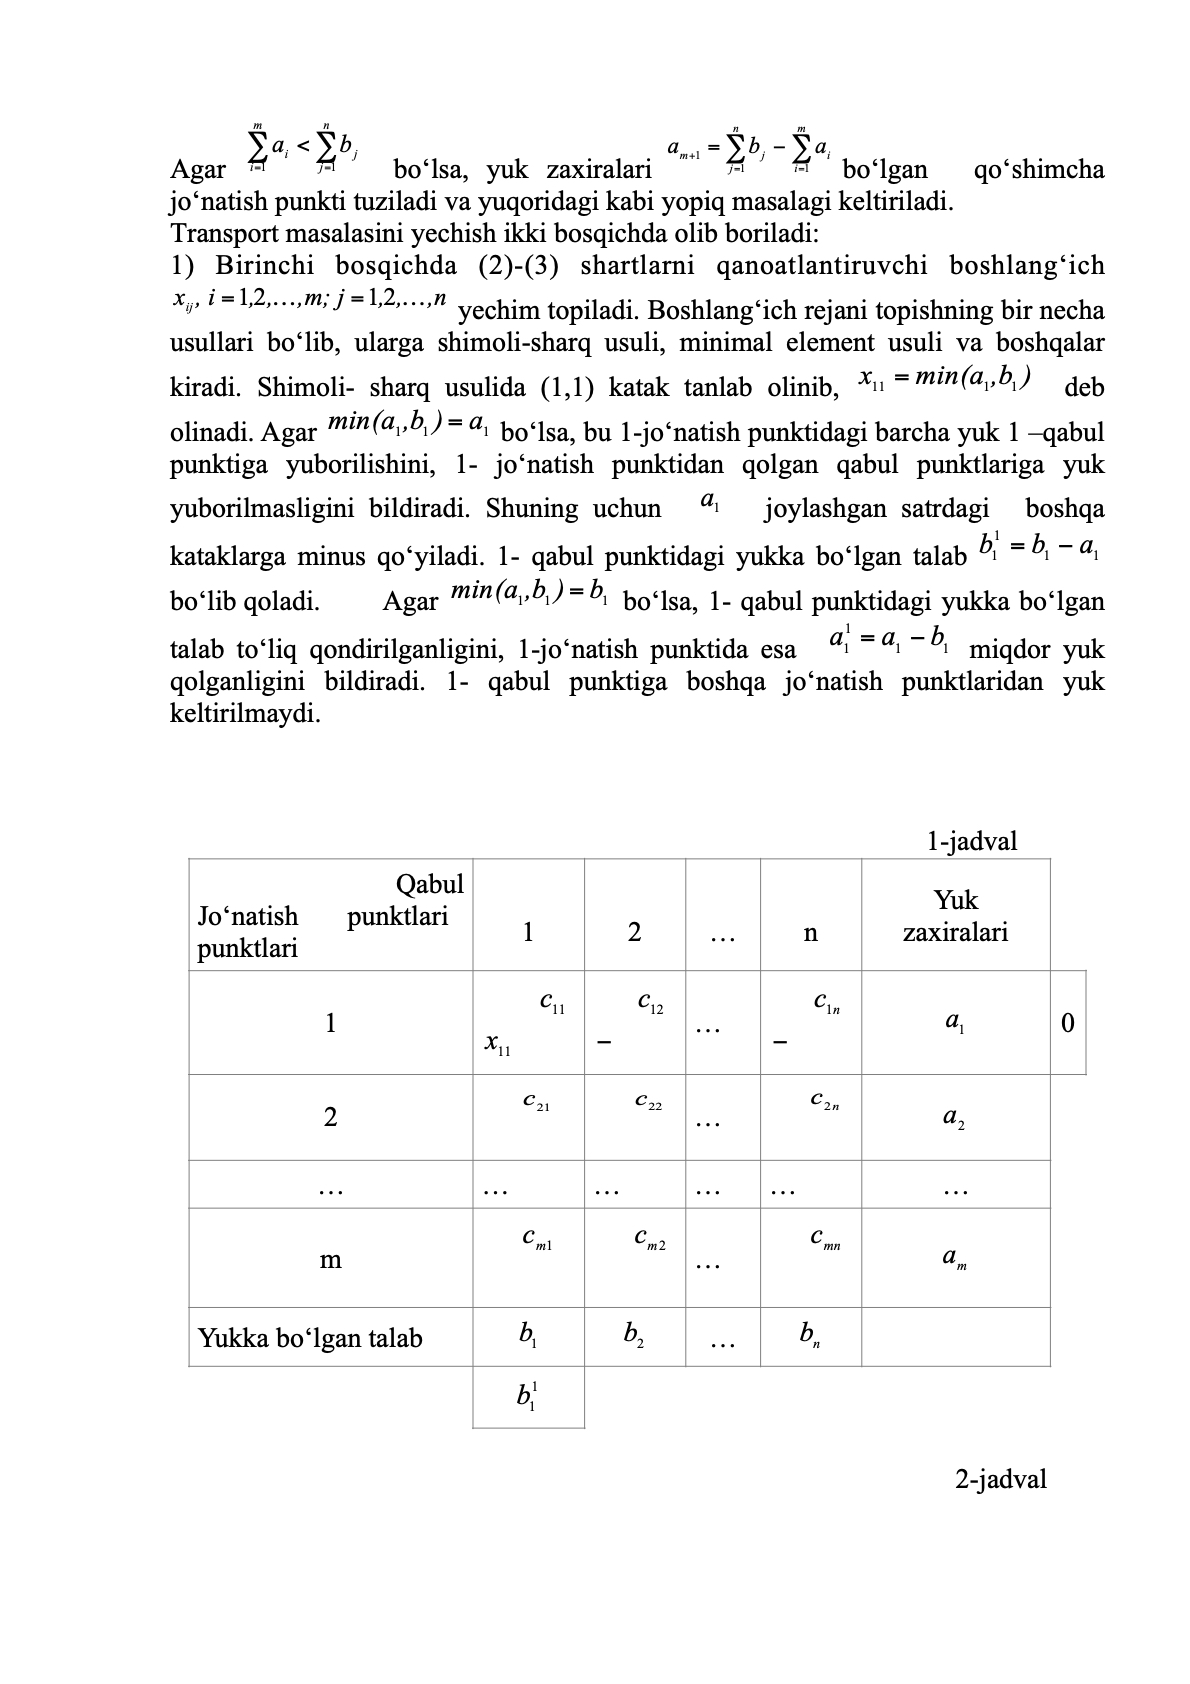 Agar \sum_{i=1}^{m} a_i < \sum_{j=1}^{n} b_j bo‘lsa, yuk zaxiralari a_{m+1} = \sum_{j=1}^{n} b_j − \sum_{i=1}^{m} a_i bo‘lgan qo‘shimcha
jo‘natish punkti tuziladi va yuqoridagi kabi yopiq masalagi keltiriladi.
Transport masalasini yechish ikki bosqichda olib boriladi:
1) Birinchi bosqichda (2)-(3) shartlarni qanoatlantiruvchi boshlang‘ich
x_{ij}, i = 1,2,…,m; j = 1,2,…,n yechim topiladi. Boshlang‘ich rejani topishning bir necha
usullari bo‘lib, ularga shimoli-sharq usuli, minimal element usuli va boshqalar
kiradi. Shimoli- sharq usulida (1,1) katak tanlab olinib, x_{11} = min(a_1,b_1) deb
olinadi. Agar min(a_1,b_1) = a_1 bo‘lsa, bu 1-jo‘natish punktidagi barcha yuk 1 –qabul
punktiga yuborilishini, 1- jo‘natish punktidan qolgan qabul punktlariga yuk
yuborilmasligini bildiradi. Shuning uchun a_1 joylashgan satrdagi boshqa
kataklarga minus qo‘yiladi. 1- qabul punktidagi yukka bo‘lgan talab b_1^1 = b_1 − a_1
bo‘lib qoladi. Agar min(a_1,b_1) = b_1 bo‘lsa, 1- qabul punktidagi yukka bo‘lgan
talab to‘liq qondirilganligini, 1-jo‘natish punktida esa a_1^1 = a_1 − b_1 miqdor yuk
qolganligini bildiradi. 1- qabul punktiga boshqa jo‘natish punktlaridan yuk
keltirilmaydi.
1-jadval
Qabul
Jo‘natish punktlari
punktlari
1 2 … n Yuk
zaxiralari
1 c_{11} c_{12} … c_{1n} a_1 0
x_{11} – –
2 c_{21} c_{22} … c_{2n} a_2
… … … … … …
m c_{m1} c_{m2} … c_{mn} a_m
Yukka bo‘lgan talab b_1 b_2 … b_n
b_1^1
2-jadval